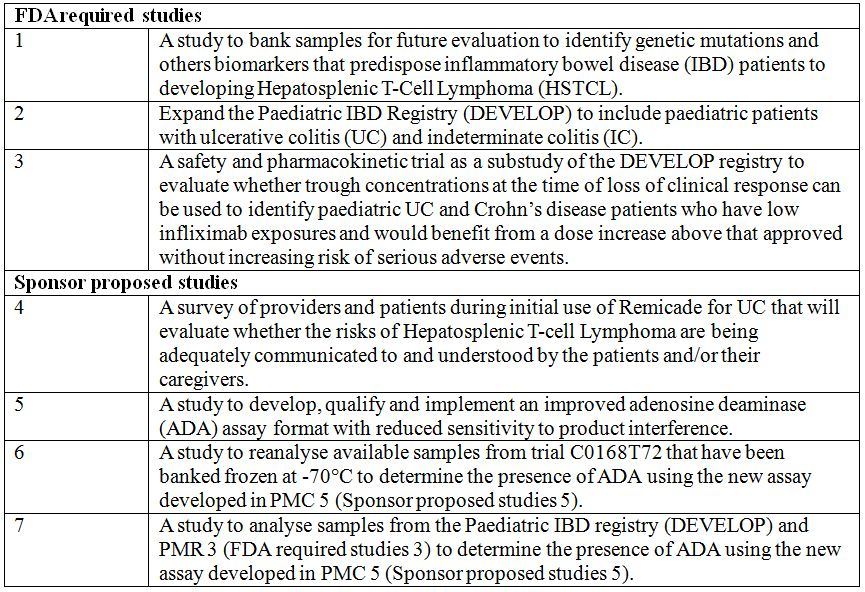 FDA required studies
1
A study to bank samples for future evaluation to identify genetic mutations and
others biomarkers that predispose inflammatory bowel disease (IBD) patients to
developing Hepatosplenic T-Cell Lymphoma (HSTCL).
2
Expand the Paediatric IBD Registry (DEVELOP) to include paediatric patients
with ulcerative colitis (UC) and indeterminate colitis (IC).
3
A safety and pharmacokinetic trial as a substudy of the DEVELOP registry to
evaluate whether trough concentrations at the time of loss of clinical response can
be used to identify paediatric UC and Crohn's disease patients who have low
infliximab exposures and would benefit from a dose increase above that approved
without increasing risk of serious adverse events.
Sponsor proposed studies
4
A survey of providers and patients during initial use of Remicade for UC that will
evaluate whether the risks of Hepatosplenic T-cell Lymphoma are being
adequately communicated to and understood by the patients and/or their
caregivers.
5
A study to develop, qualify and implement an improved adenosine deaminase
(ADA) assay format with reduced sensitivity to product interference.
6
A study to reanalyse available samples from trial C0168T72 that have been
banked frozen at -70°C to determine the presence of ADA using the new assay
developed in PMC 5 (Sponsor proposed studies 5).
7
A study to analyse samples from the Paediatric IBD registry (DEVELOP) and
PMR 3 (FDA required studies 3) to determine the presence of ADA using the new
assay developed in PMC 5 (Sponsor proposed studies 5).